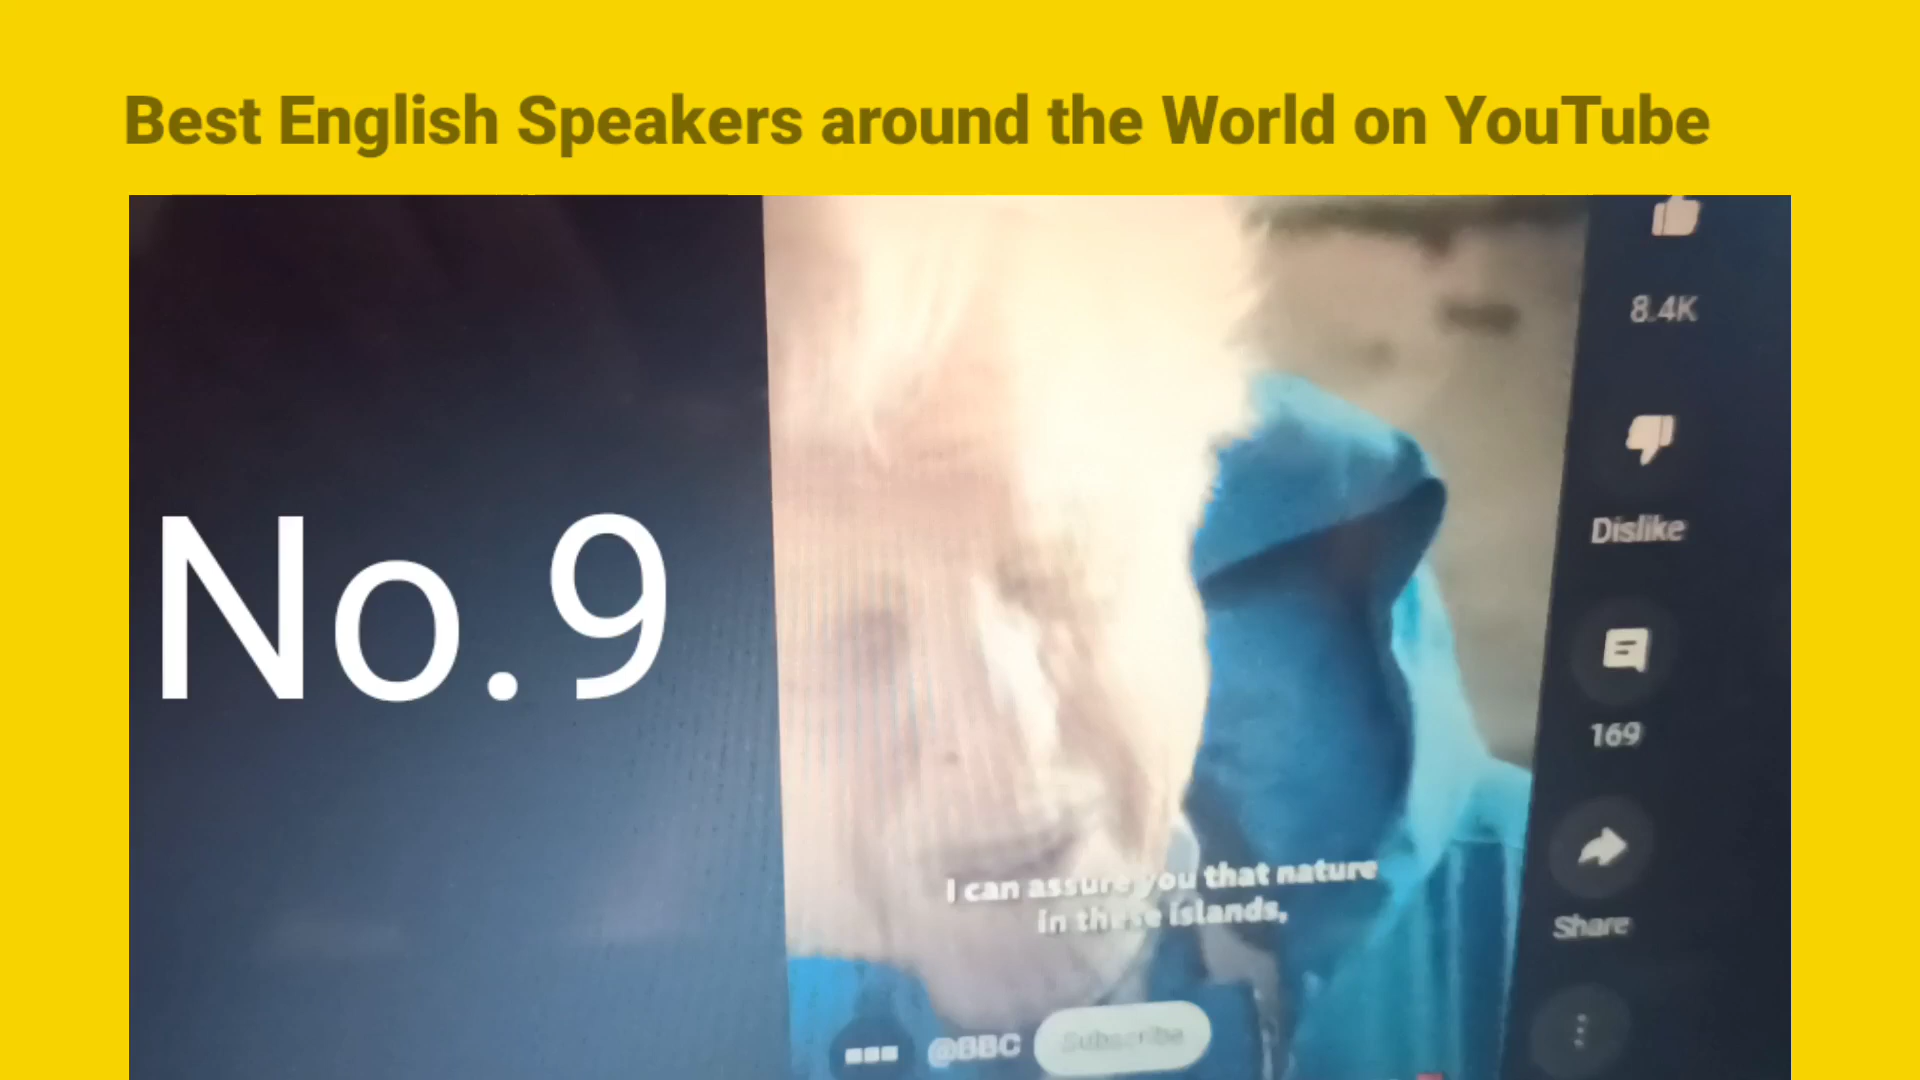 Best English Speakers around the World on YouTube
8.4K
No.9
Dislike
169
I can assure you that nature
in these islands,
Share
@BBC
Subscribe